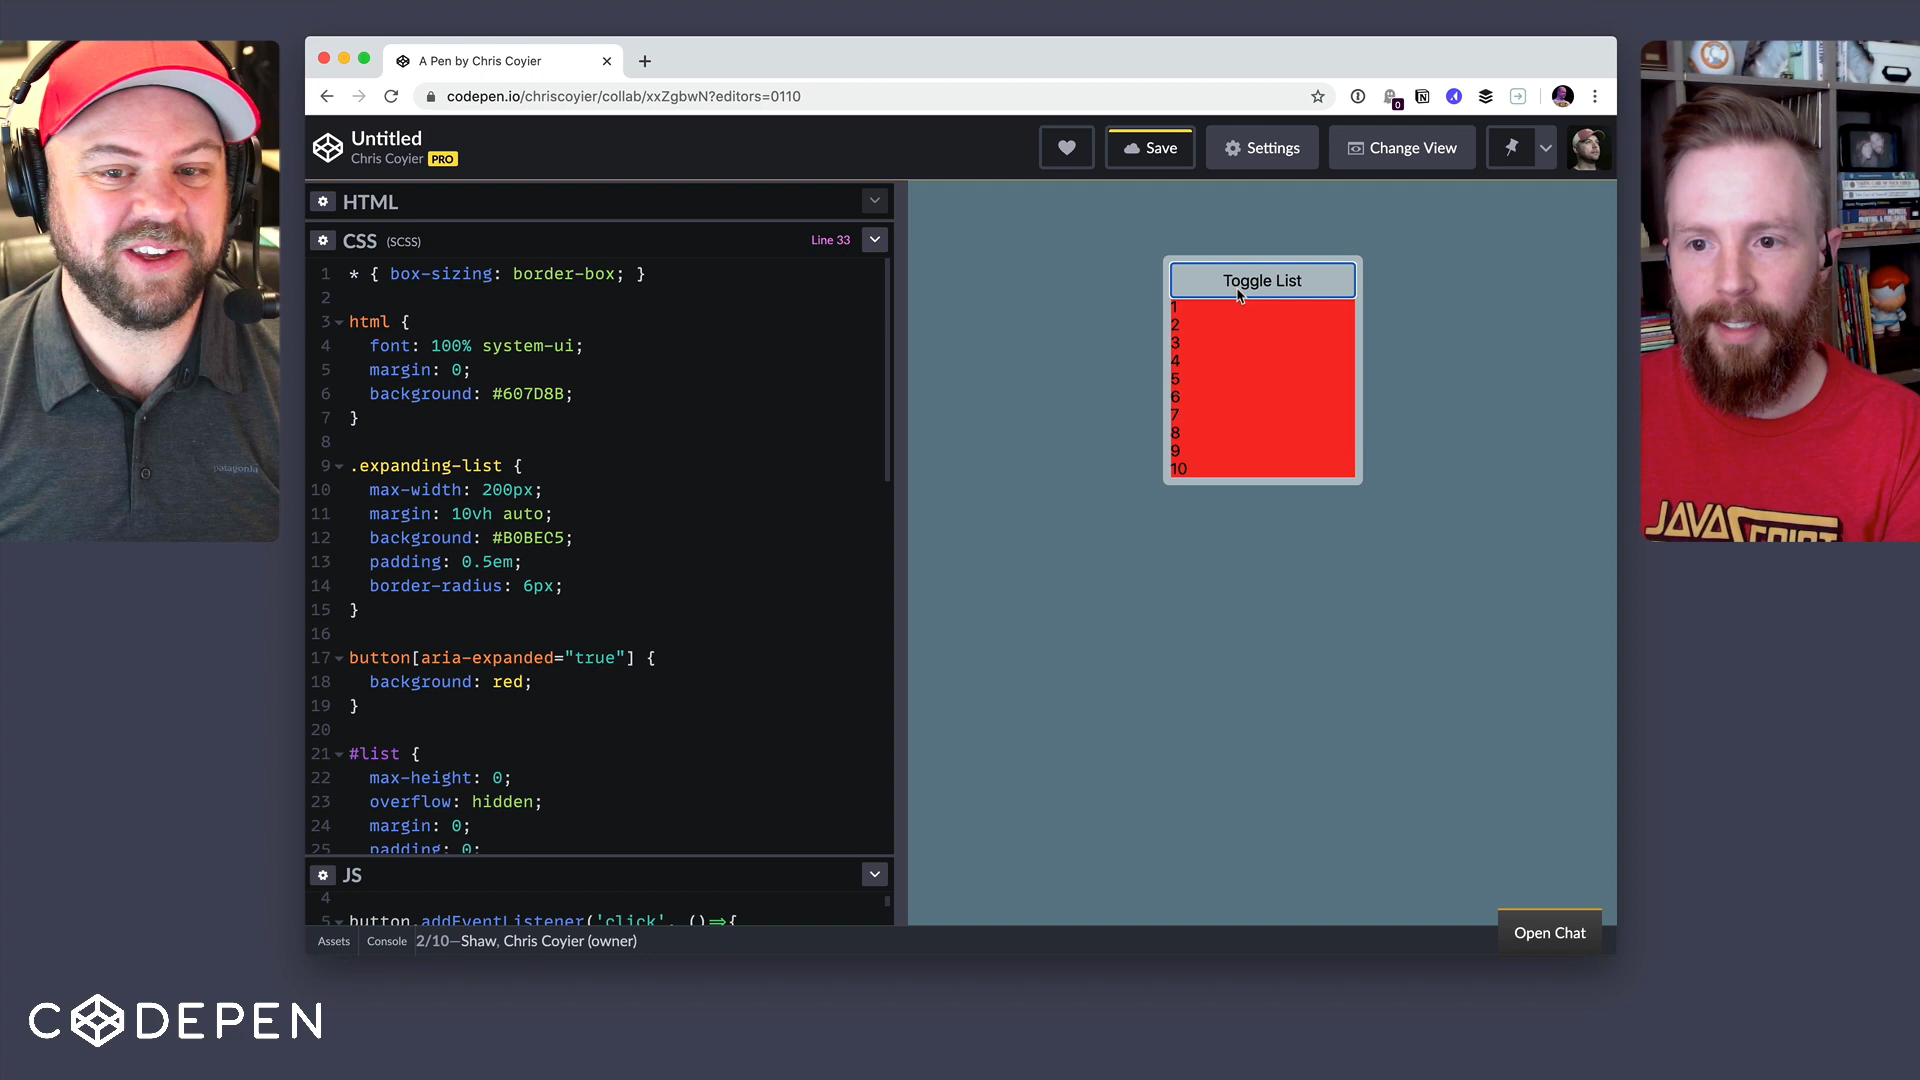 A Pen by Chris Coyier
codepen.io/chriscoyier/collab/xxZgbwN?editors=0110
0
Untitled
Chris Coyier PRO
Save
Settings
Change View
HTML
CSS (SCSS)
Line 33
1 * { box-sizing: border-box; }
2
3 html {
4 font: 100% system-ui;
5 margin: 0;
6 background: #607D8B;
7 }
8
9 .expanding-list {
10 max-width: 200px;
11 margin: 10vh auto;
12 background: #B0BEC5;
13 padding: 0.5em;
14 border-radius: 6px;
15 }
16
17 button[aria-expanded="true"] {
18 background: red;
19 }
20
21 #list {
22 max-height: 0;
23 overflow: hidden;
24 margin: 0;
25 padding: 0;
JS
4
5 button.addEventListener('click', ()=>{
Assets
Console
2/10—Shaw, Chris Coyier (owner)
Toggle List
1
2
3
4
5
6
7
8
9
10
Open Chat
patagonia
JAVASCRIPT
CODEPEN